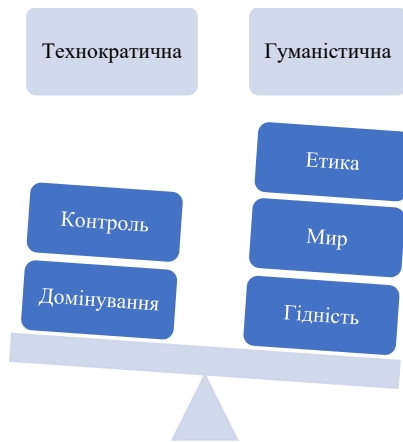 Технократична
Гуманістична
Етика
Контроль
Мир
Домінування
Гідність